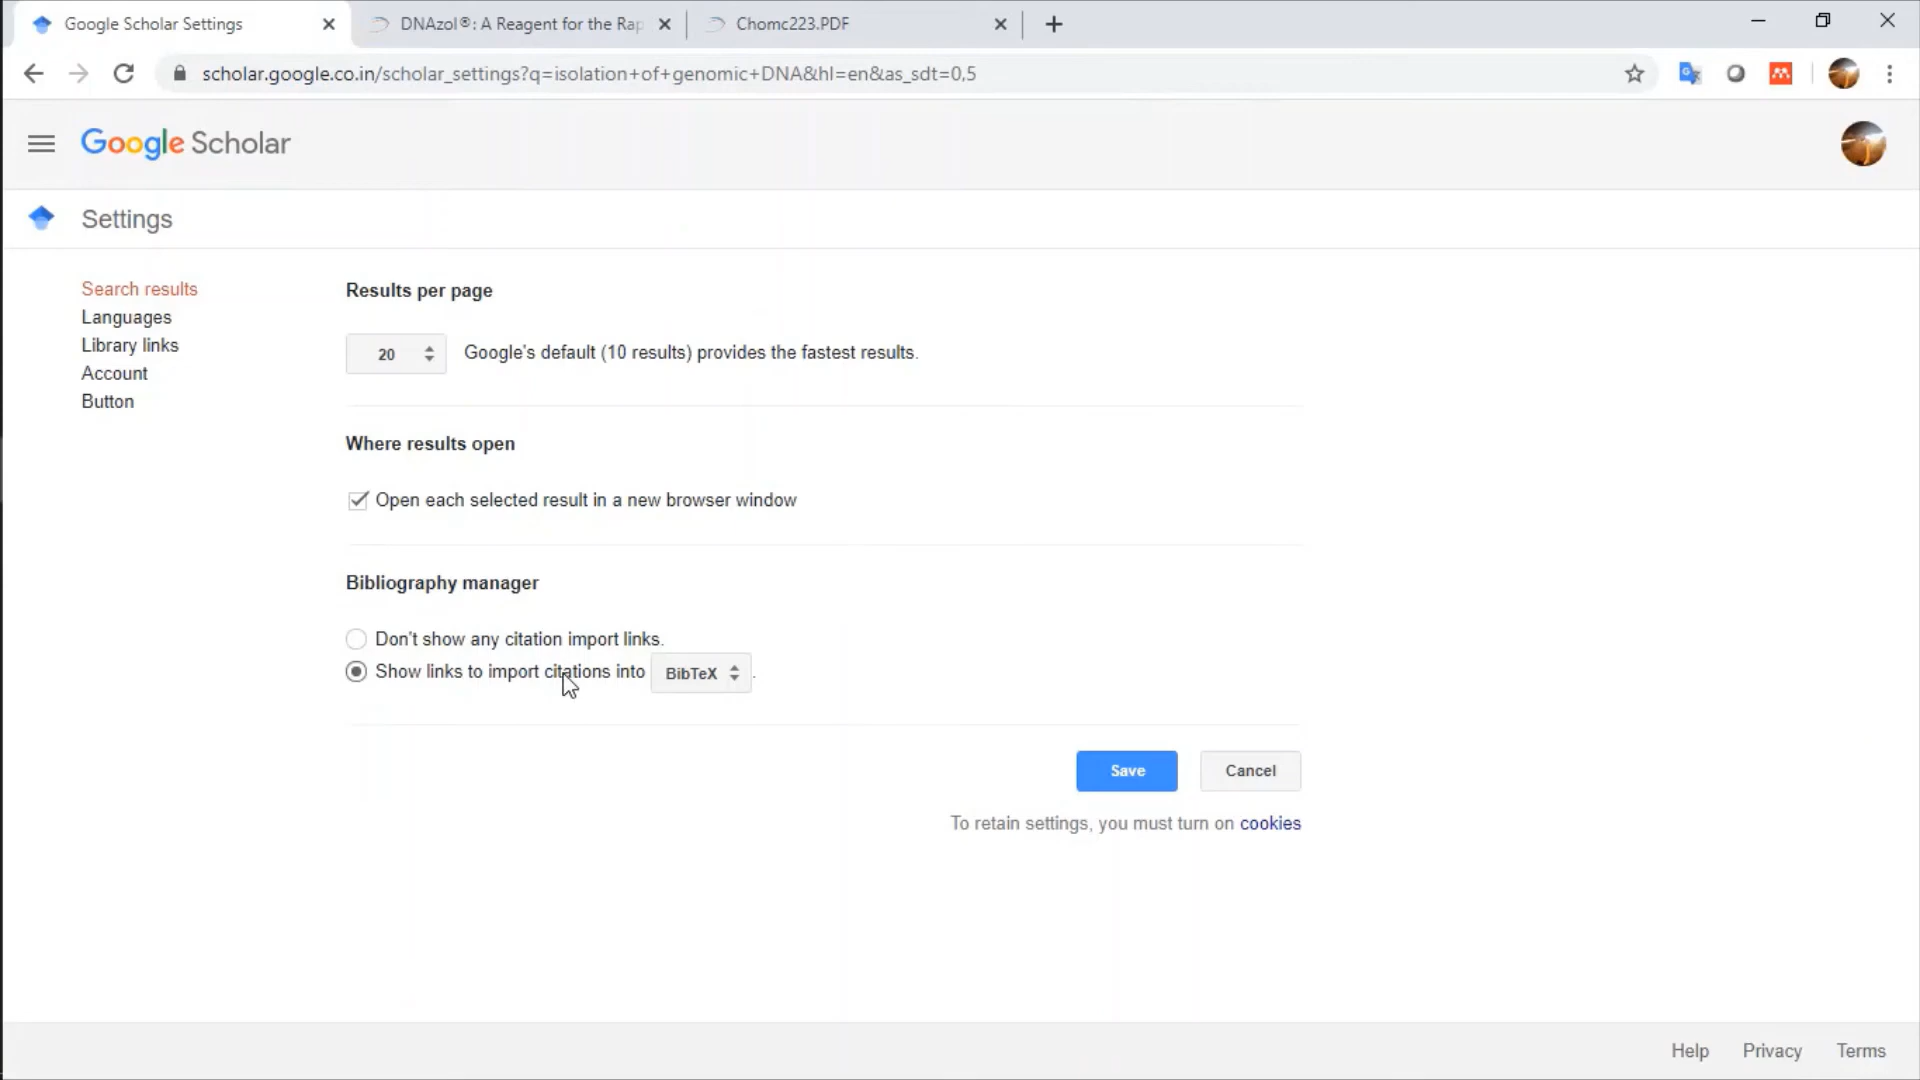 Google Scholar Settings
DNAzol®: A Reagent for the Rap
Chomc223.PDF
scholar.google.co.in/scholar_settings?q=isolation+of+genomic+DNA&hl=en&as_sdt=0,5
Google Scholar
Settings
Search results
Languages
Library links
Account
Button
Results per page
20
Google's default (10 results) provides the fastest results.
Where results open
Open each selected result in a new browser window
Bibliography manager
Don't show any citation import links.
Show links to import citations into BibTeX .
Save
Cancel
To retain settings, you must turn on cookies
Help
Privacy
Terms